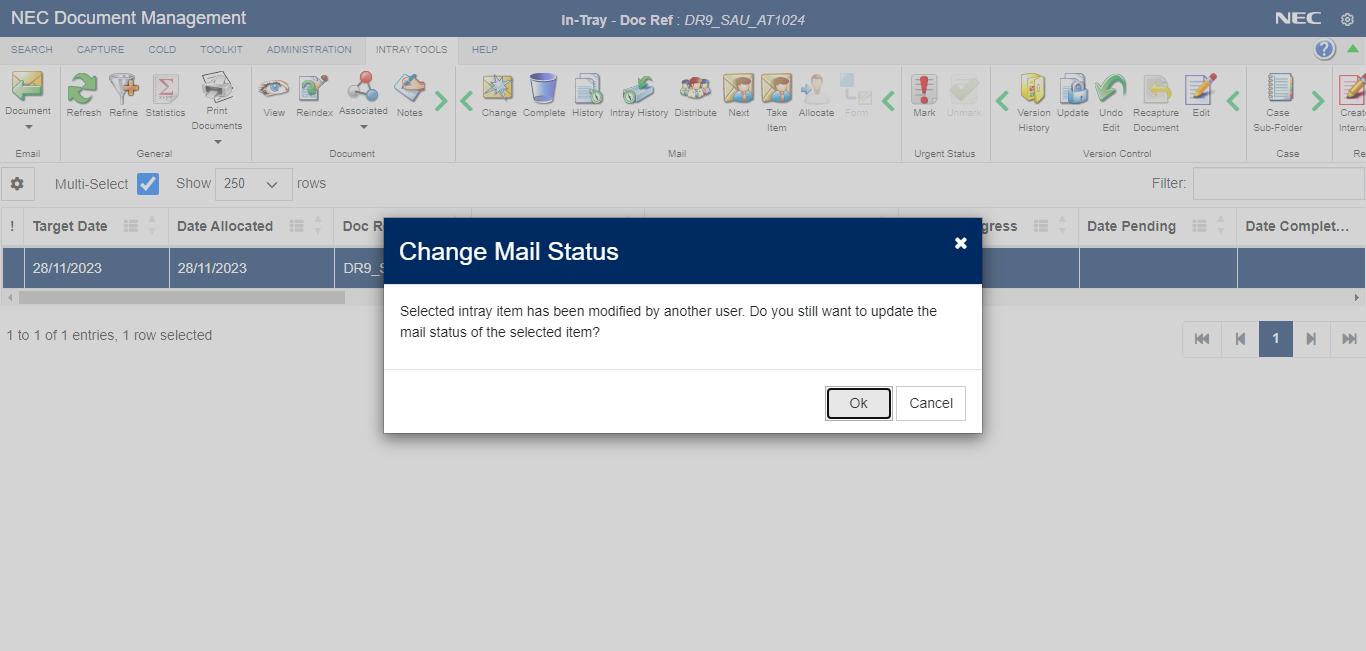 NEC Document Management
In-Tray - Doc Ref : DR9_SAU_AT1024
NEC
SEARCH CAPTURE COLD TOOLKIT ADMINISTRATION INTRAY TOOLS HELP
?
Document Refresh Refine Statistics Print Documents View Reindex Associated Notes Change Complete History Intray History Distribute Next Take Item Allocate Form Mark Unmark Version History Update Undo Edit Recapture Document Edit Case Sub-Folder
Email General Document Mail Urgent Status Version Control Case
Multi-Select Show 250 rows Filter:
! Target Date Date Allocated Date Pending Date Complet...
28/11/2023 28/11/2023
Change Mail Status
Selected intray item has been modified by another user. Do you still want to update the
mail status of the selected item?
1 to 1 of 1 entries, 1 row selected
1
Ok Cancel